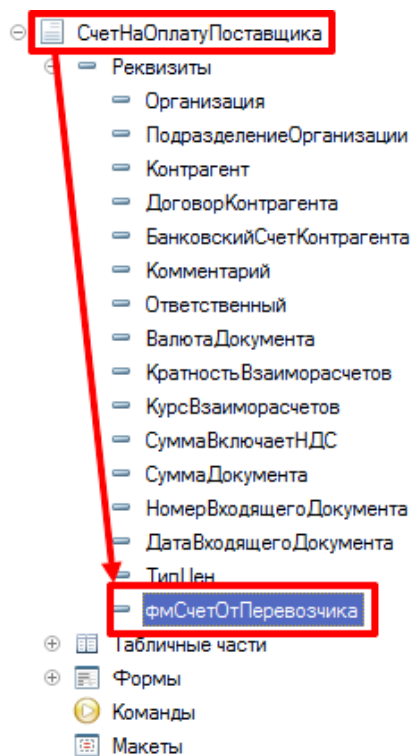 СчетНаОплатуПоставщика
Реквизиты
Организация
ПодразделениеОрганизации
Контрагент
ДоговорКонтрагента
БанковскийСчетКонтрагента
Комментарий
Ответственный
ВалютаДокумента
КратностьВзаиморасчетов
КурсВзаиморасчетов
СуммаВключаетНДС
СуммаДокумента
НомерВходящегоДокумента
ДатаВходящегоДокумента
ТипЦен
фмСчетОтПеревозчика
Табличные части
Формы
Команды
Макеты